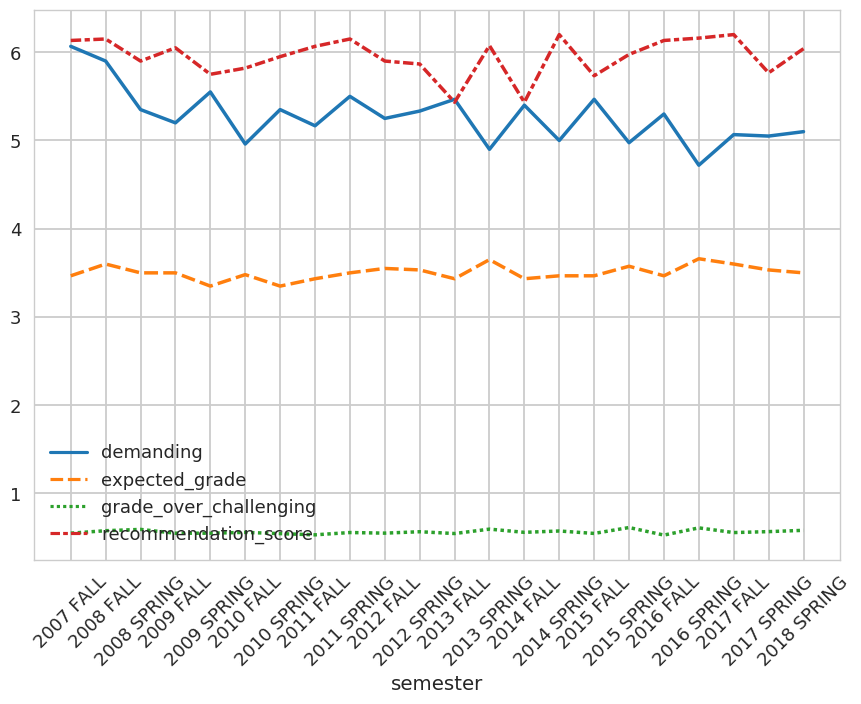 6
5
4
3
2
1
demanding
expected_grade
grade_over_challenging
recommendation_score
2007 FALL
2008 FALL
2008 SPRING
2009 FALL
2009 SPRING
2010 FALL
2010 SPRING
2011 FALL
2011 SPRING
2012 FALL
2012 SPRING
2013 FALL
2013 SPRING
2014 FALL
2014 SPRING
2015 FALL
2015 SPRING
2016 FALL
2016 SPRING
2017 FALL
2017 SPRING
2018 SPRING
semester